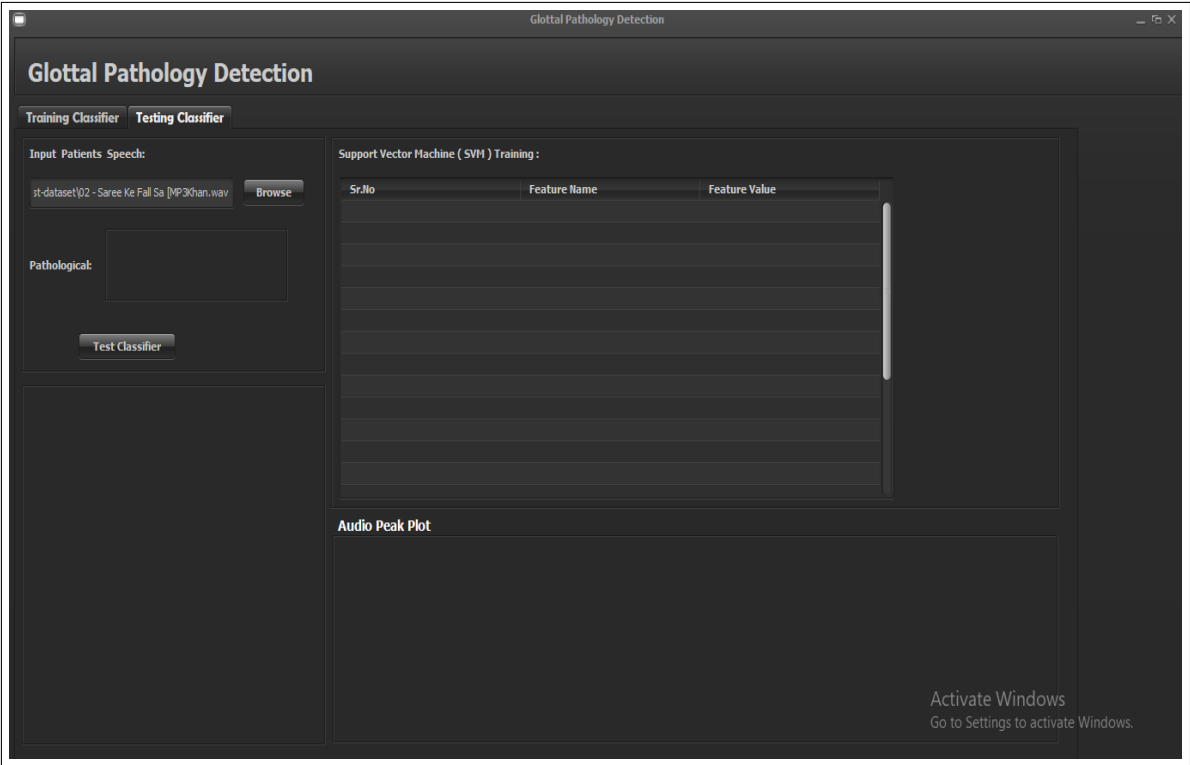 Glottal Pathology Detection
Glottal Pathology Detection
Training Classifier Testing Classifier
Input Patients Speech:
st-dataset\02 - Saree Ke Fall Sa [MP3Khan.wav Browse
Pathological:
Test Classifier
Support Vector Machine ( SVM ) Training :
Sr.No Feature Name Feature Value
Audio Peak Plot
Activate Windows
Go to Settings to activate Windows.